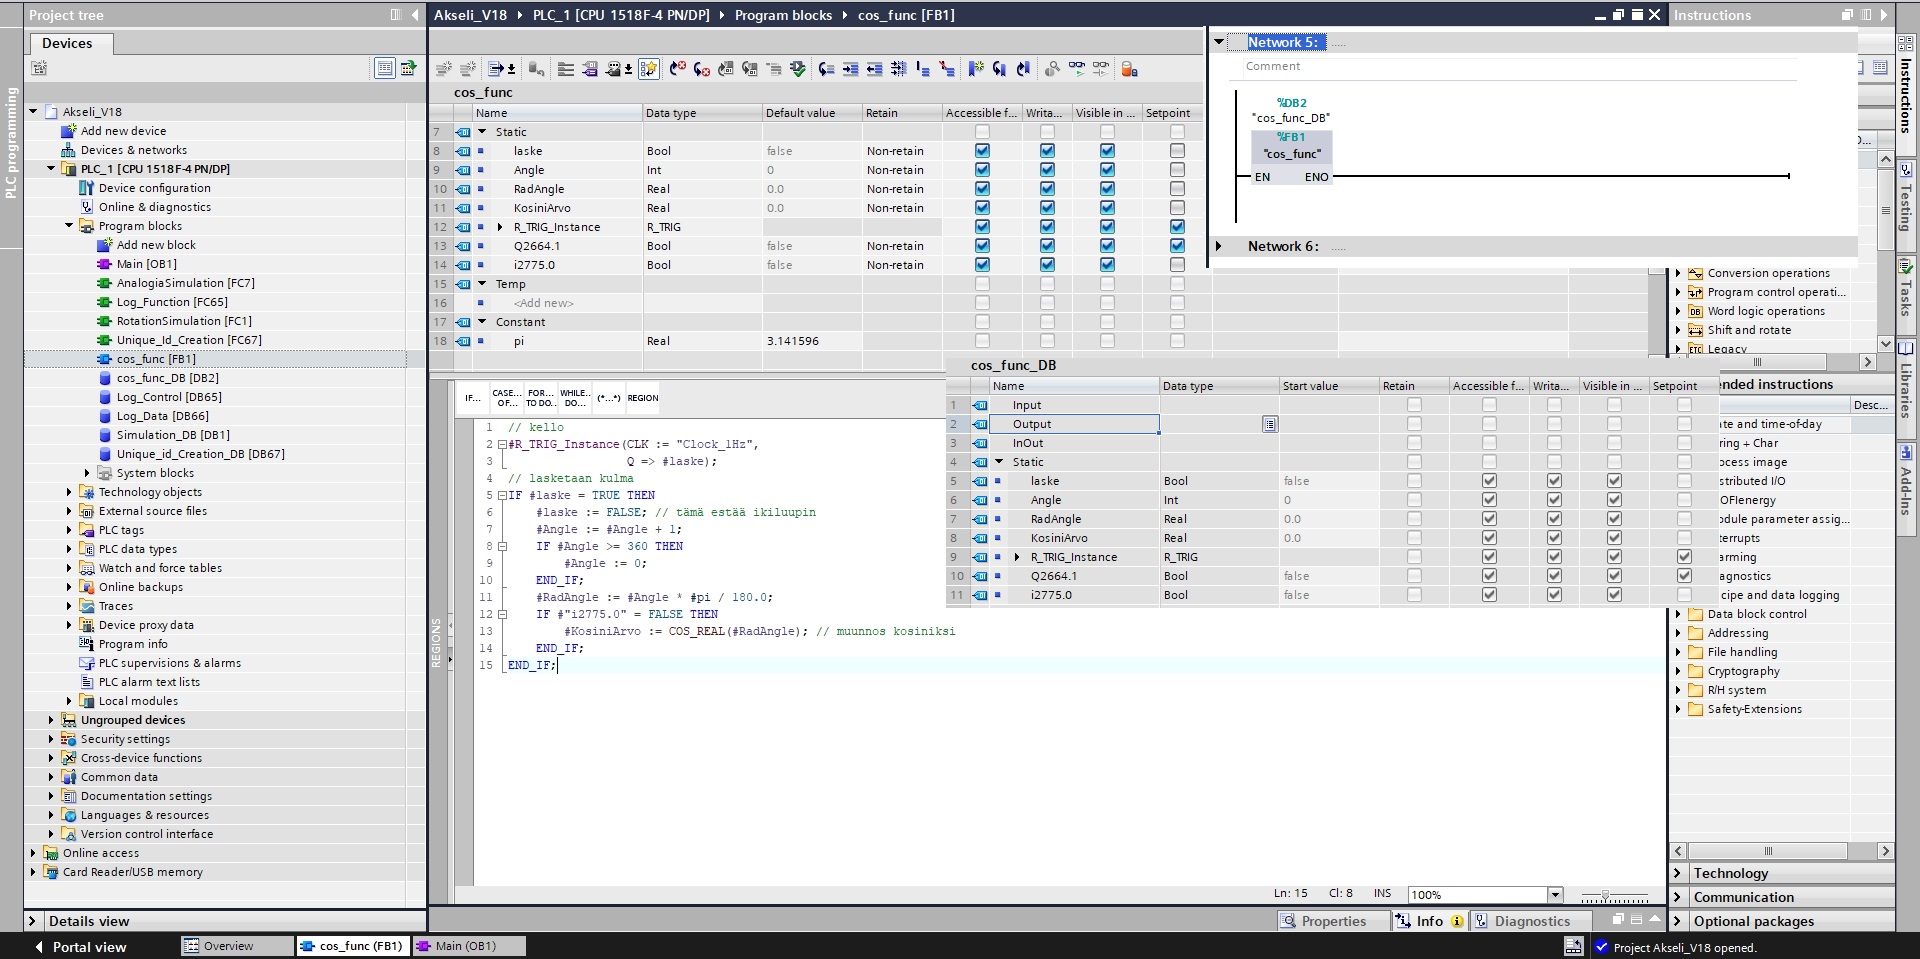 Project tree
Akseli_V18 PLC_1 [CPU 1518F-4 PN/DP] Program blocks cos_func [FB1]
Instructions
Devices
PLC programming
Akseli_V18
Add new device
Devices & networks
PLC_1 [CPU 1518F-4 PN/DP]
Device configuration
Online & diagnostics
Program blocks
Add new block
Main [OB1]
AnalogiaSimulation [FC7]
Log_Function [FC65]
RotationSimulation [FC1]
Unique_Id_Creation [FC67]
cos_func [FB1]
cos_func_DB [DB2]
Log_Control [DB65]
Log_Data [DB66]
Simulation_DB [DB1]
Unique_id_Creation_DB [DB67]
System blocks
Technology objects
External source files
PLC tags
PLC data types
Watch and force tables
Online backups
Traces
Device proxy data
Program info
PLC supervisions & alarms
PLC alarm text lists
Local modules
Ungrouped devices
Security settings
Cross-device functions
Common data
Documentation settings
Languages & resources
Version control interface
Online access
Card Reader/USB memory
Details view
cos_func
Name Data type Default value Retain Accessible f... Writa... Visible in ... Setpoint
7 Static
8 laske Bool false Non-retain
9 Angle Int 0 Non-retain
10 RadAngle Real 0.0 Non-retain
11 KosiniArvo Real 0.0 Non-retain
12 R_TRIG_Instance R_TRIG
13 Q2664.1 Bool false Non-retain
14 i2775.0 Bool false Non-retain
15 Temp
16 <Add new>
17 Constant
18 pi Real 3.141596
Network 5: .....
Comment
%DB2
"cos_func_DB"
%FB1
"cos_func"
EN ENO
Network 6: .....
IF... CASE... OF... FOR... TO DO... WHILE.. DO... (*...*) REGION
REGIONS
1 // kello
2 #R_TRIG_Instance(CLK := "Clock_1Hz",
3 Q => #laske);
4 // lasketaan kulma
5 IF #laske = TRUE THEN
6 #laske := FALSE; // tämä estää ikiluupin
7 #Angle := #Angle + 1;
8 IF #Angle >= 360 THEN
9 #Angle := 0;
10 END_IF;
11 #RadAngle := #Angle * #pi / 180.0;
12 IF #"i2775.0" = FALSE THEN
13 #KosiniArvo := COS_REAL(#RadAngle); // muunnos kosiniksi
14 END_IF;
15 END_IF;
cos_func_DB
Name Data type Start value Retain Accessible f... Writa... Visible in ... Setpoint
1 Input
2 Output
3 InOut
4 Static
5 laske Bool false
6 Angle Int 0
7 RadAngle Real 0.0
8 KosiniArvo Real 0.0
9 R_TRIG_Instance R_TRIG
10 Q2664.1 Bool false
11 i2775.0 Bool false
D...
Conversion operations
Program control operati...
Word logic operations
Shift and rotate
Legacy
ended instructions
Desc...
ate and time-of-day
ring + Char
ocess image
stributed I/O
OFIenergy
odule parameter assig...
terrupts
arming
agnostics
cipe and data logging
Data block control
Addressing
File handling
Cryptography
R/H system
Safety-Extensions
Technology
Communication
Optional packages
Instructions
Testing
Tasks
Libraries
Add-Ins
Ln: 15 Cl: 8 INS 100%
Properties Info Diagnostics
Portal view Overview cos_func (FB1) Main (OB1) Project Akseli_V18 opened.